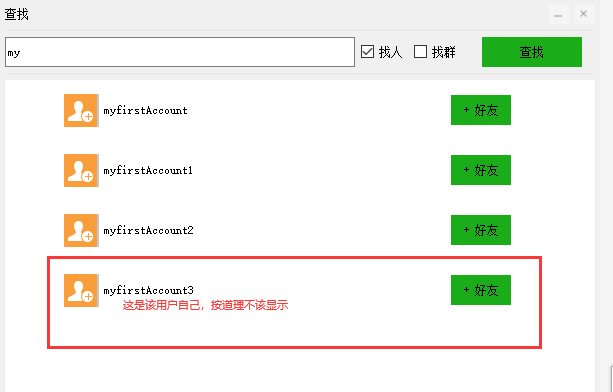 查找
my
找人
找群
查找
myfirstAccount
+ 好友
myfirstAccount1
+ 好友
myfirstAccount2
+ 好友
myfirstAccount3
+ 好友
这是该用户自己，按道理不该显示